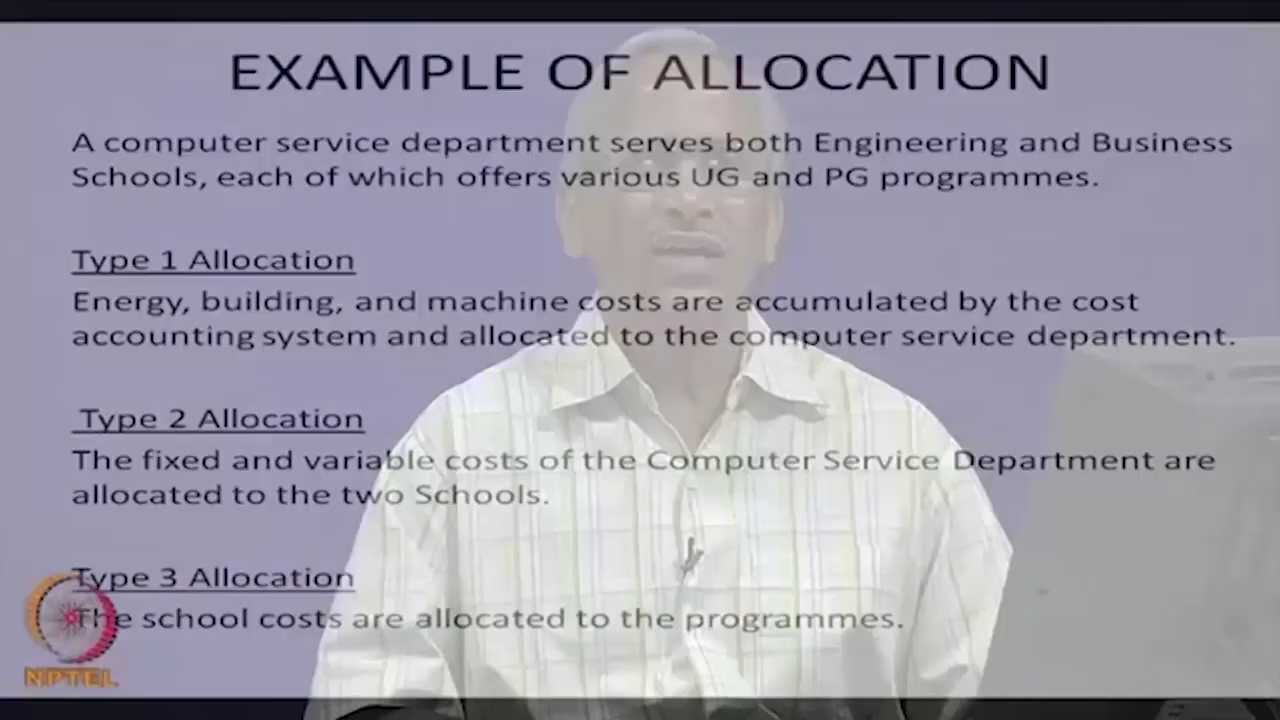 EXAMPLE OF ALLOCATION
A computer service department serves both Engineering and Business
Schools, each of which offers various UG and PG programmes.
Type 1 Allocation
Energy, building, and machine costs are accumulated by the cost
accounting system and allocated to the computer service department.
Type 2 Allocation
The fixed and variable costs of the Computer Service Department are
allocated to the two Schools.
Type 3 Allocation
The school costs are allocated to the programmes.
NPTEL